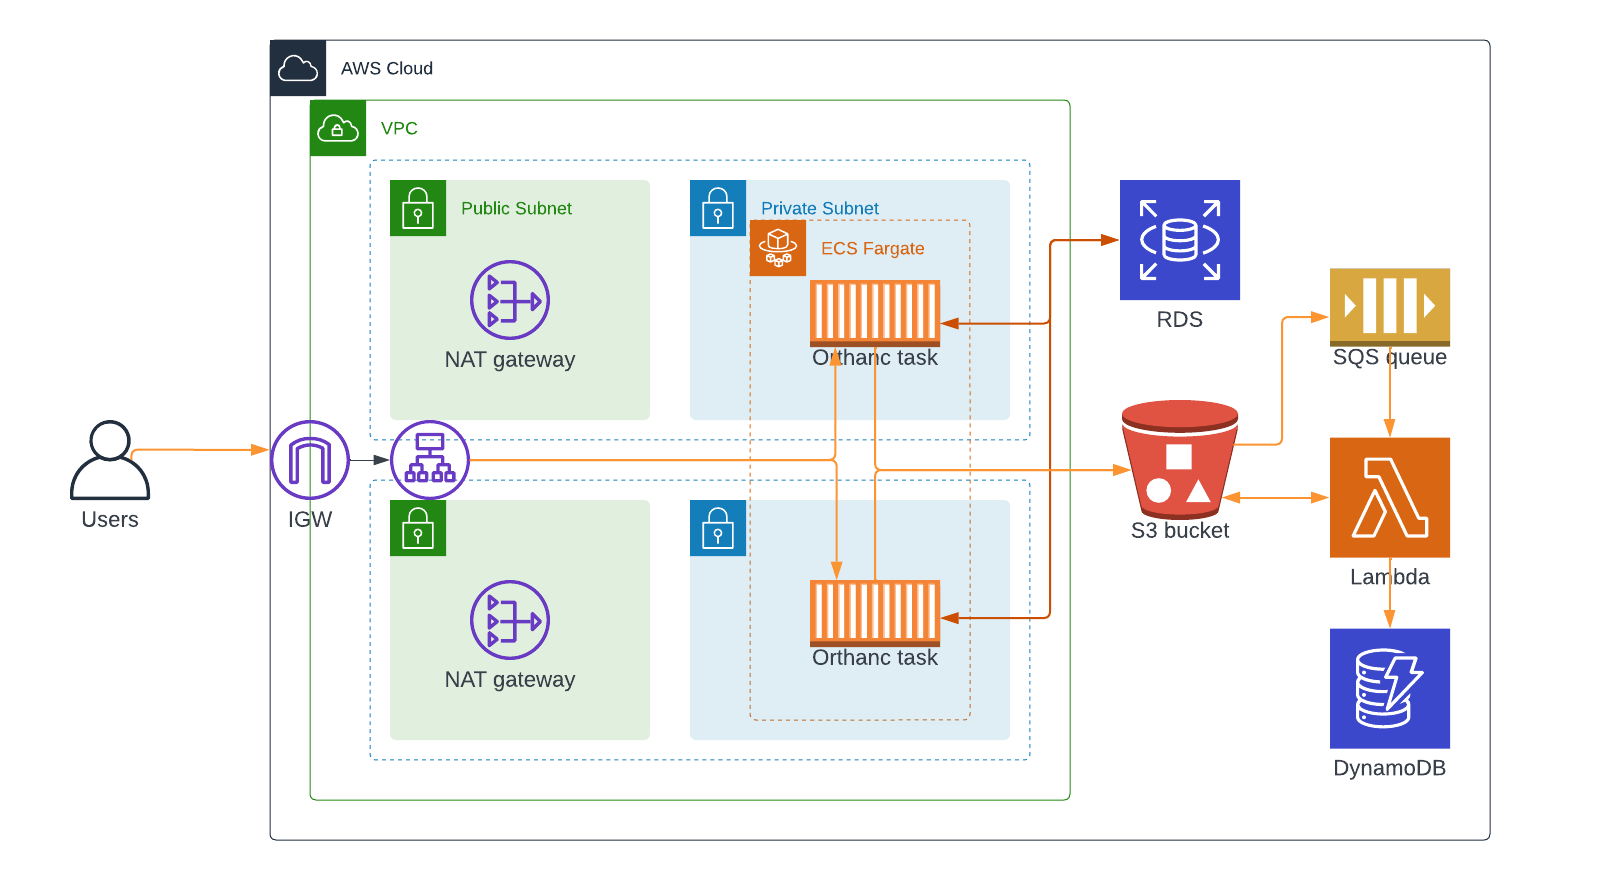 AWS Cloud
VPC
Public Subnet
Private Subnet
ECS Fargate
NAT gateway
Orthanc task
RDS
SQS queue
Users
IGW
S3 bucket
Lambda
NAT gateway
Orthanc task
DynamoDB